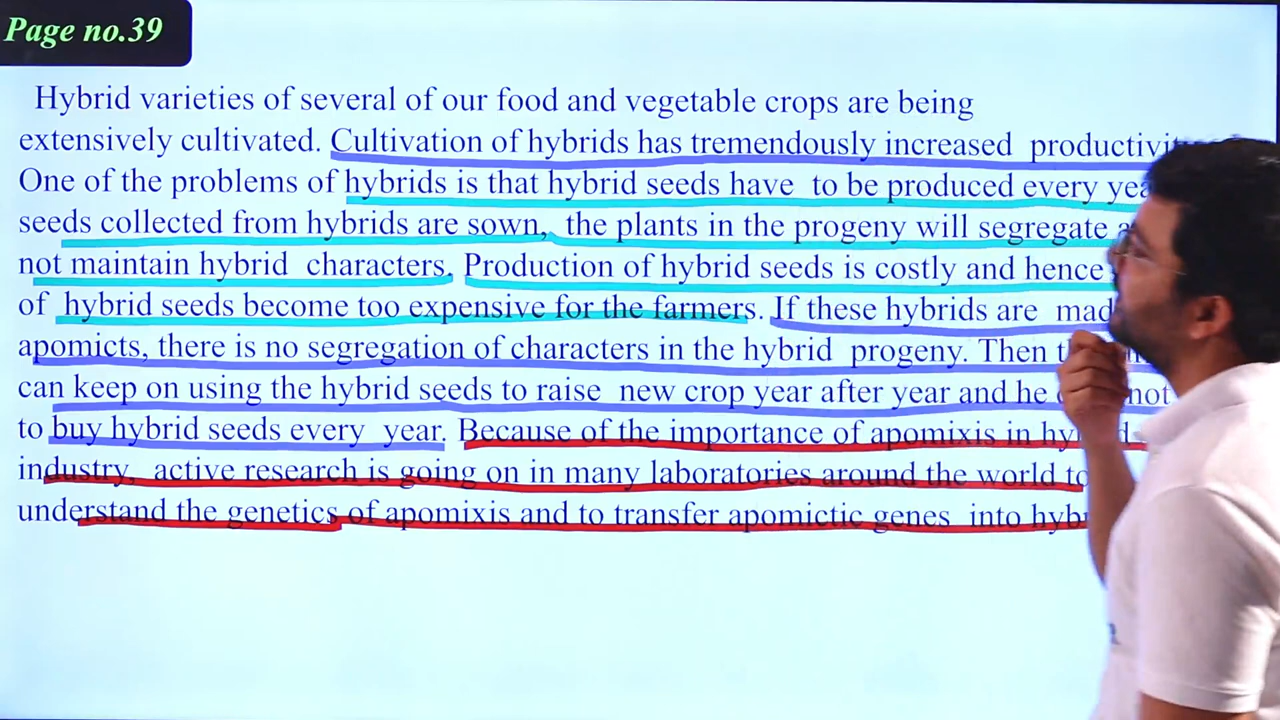 Page no.39
Hybrid varieties of several of our food and vegetable crops are being
extensively cultivated. Cultivation of hybrids has tremendously increased productivity
One of the problems of hybrids is that hybrid seeds have to be produced every
seeds collected from hybrids are sown, the plants in the progeny will segregate
not maintain hybrid characters. Production of hybrid seeds is costly and hence
of hybrid seeds become too expensive for the farmers. If these hybrids are
apomicts, there is no segregation of characters in the hybrid progeny. Then
can keep on using the hybrid seeds to raise new crop year after year and he not
to buy hybrid seeds every year. Because of the importance of apomixis in
industry, active research is going on in many laboratories around the world to
understand the genetics of apomixis and to transfer apomictic genes into